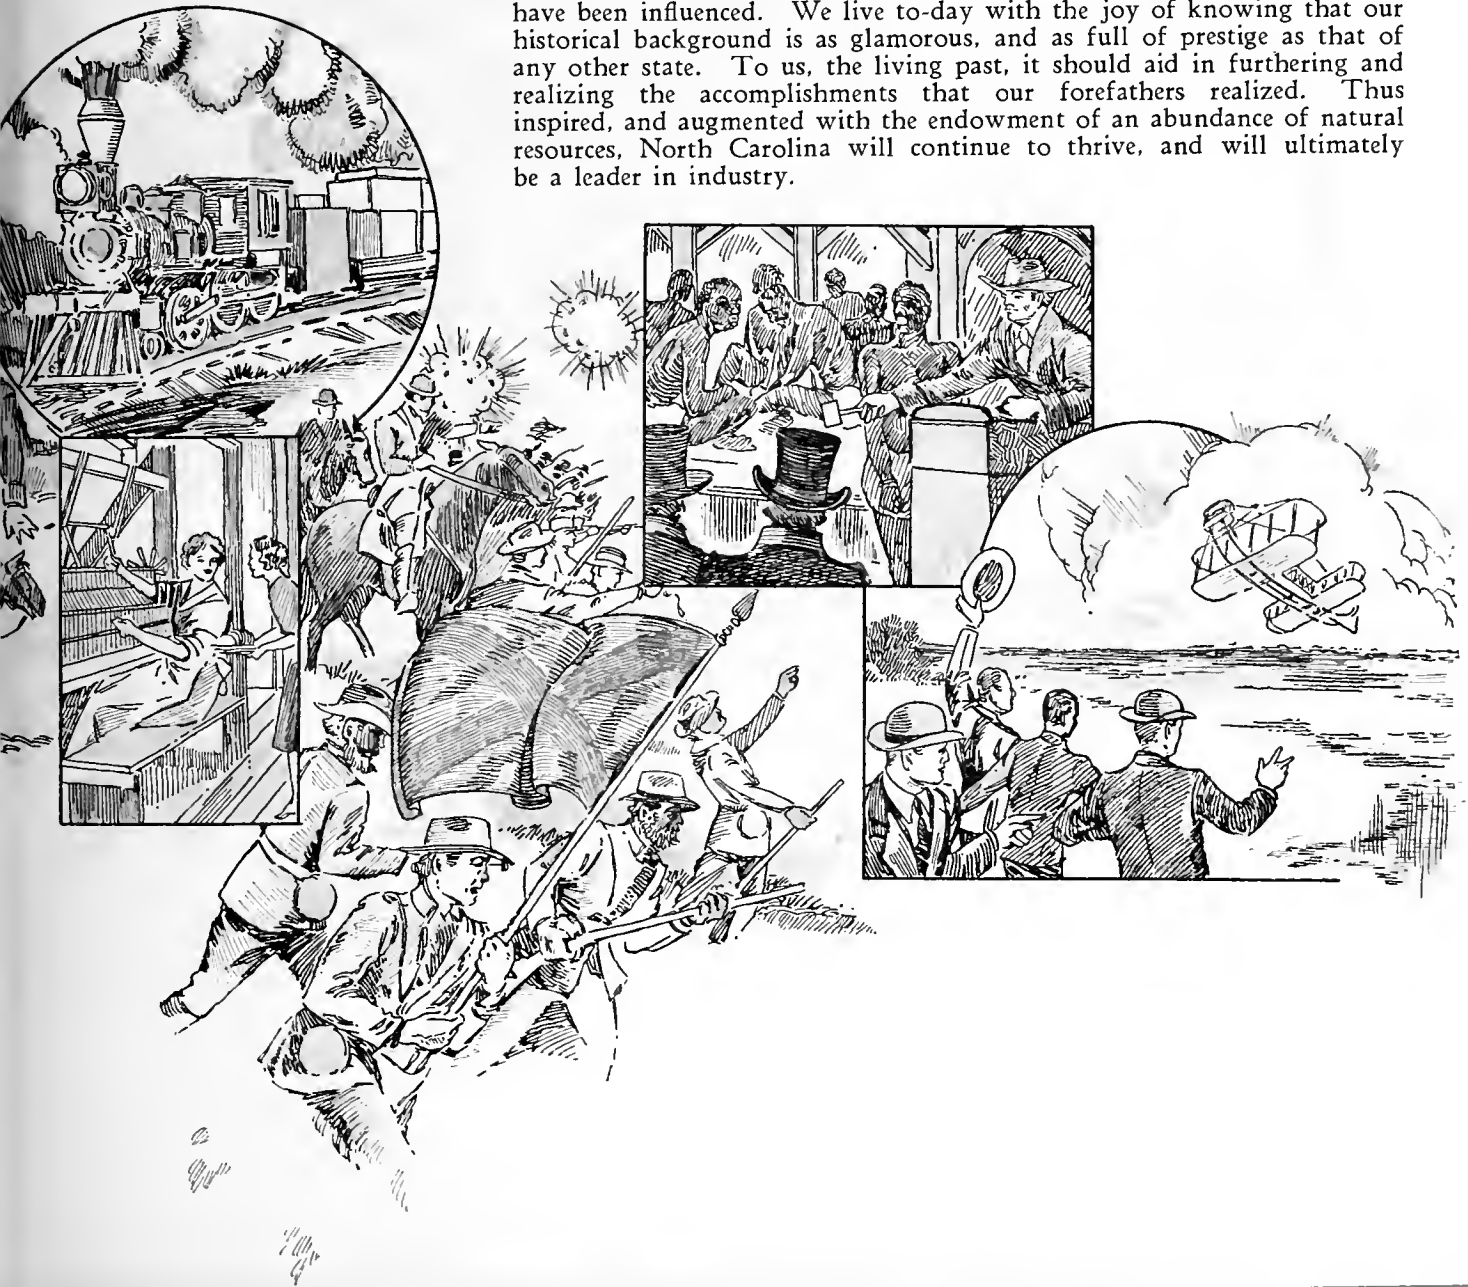 have been influenced. We live to-day with the joy of knowing that our
historical background is as glamorous, and as full of prestige as that of
any other state. To us, the living past, it should aid in furthering and
realizing the accomplishments that our forefathers realized. Thus
inspired, and augmented with the endowment of an abundance of natural
resources, North Carolina will continue to thrive, and will ultimately
be a leader in industry.